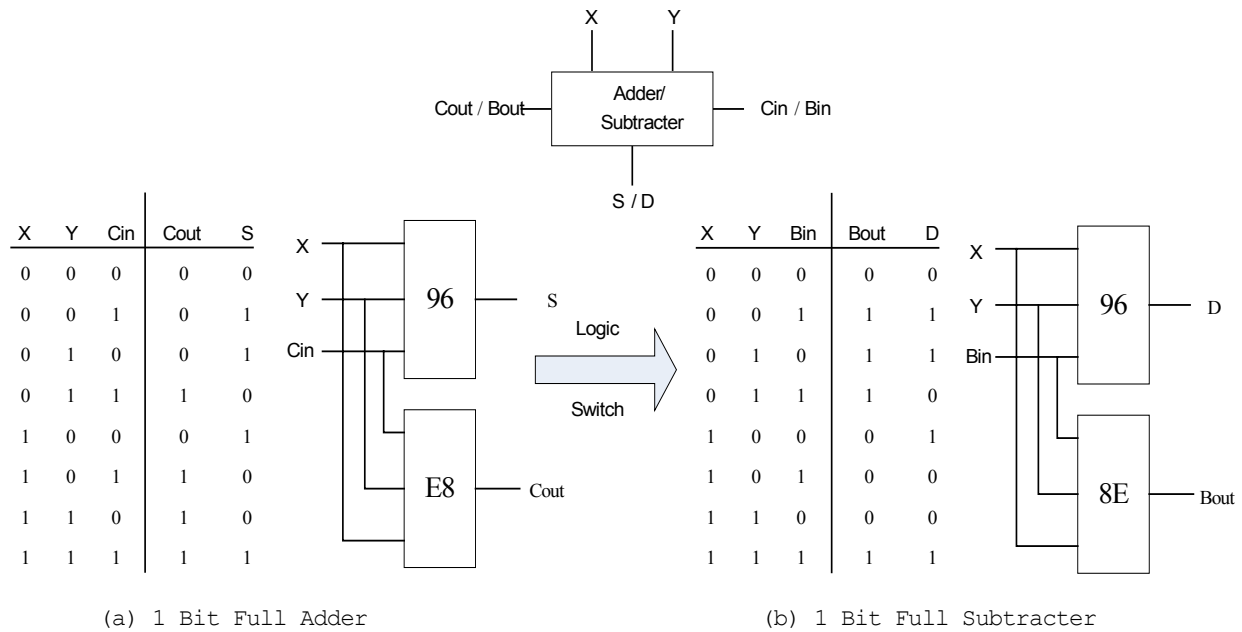 X Y
Adder/
Subtracter
Cout / Bout
Cin / Bin
S / D
X Y Cin Cout S
0 0 0 0 0
0 0 1 0 1
0 1 0 0 1
0 1 1 1 0
1 0 0 0 1
1 0 1 1 0
1 1 0 1 0
1 1 1 1 1
X
Y
Cin
96
S
E8
Cout
Logic
Switch
X Y Bin Bout D
0 0 0 0 0
0 0 1 1 1
0 1 0 1 1
0 1 1 1 0
1 0 0 0 1
1 0 1 0 0
1 1 0 0 0
1 1 1 1 1
X
Y
Bin
96
D
8E
Bout
(a) 1 Bit Full Adder
(b) 1 Bit Full Subtracter